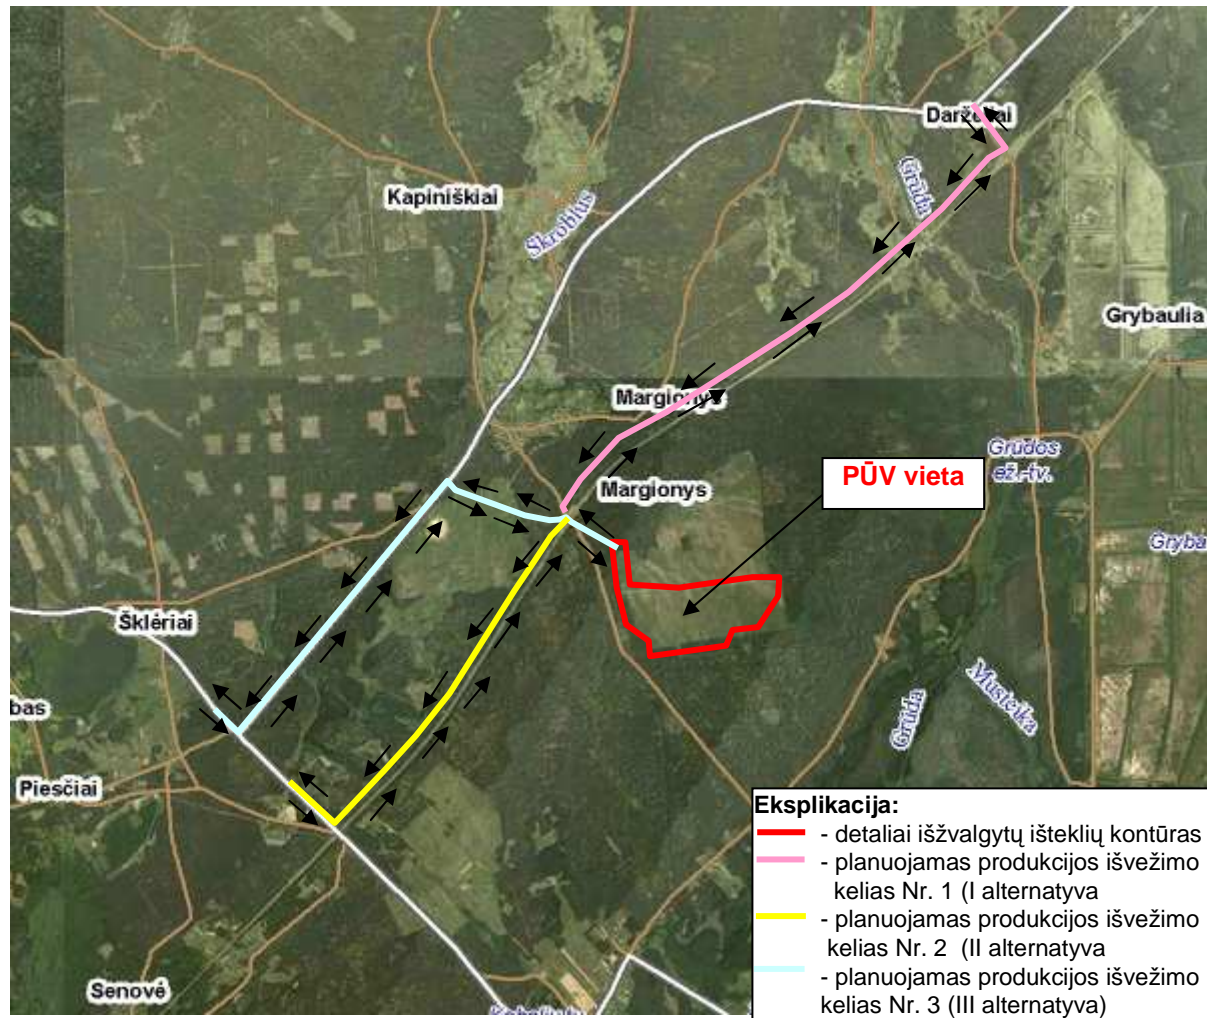 Darželiai
Kapiniškiai
Grūda
Skroblus
Grybaulia
Margionys
Grūdos
ež.-tv.
PŪV vieta
Margionys
Gryba
Šklėriai
Musteika
Grūda
bas
Piesčiai
Eksplikacija:
- detaliai išžvalgytų išteklių kontūras
- planuojamas produkcijos išvežimo
kelias Nr. 1 (I alternatyva
- planuojamas produkcijos išvežimo
kelias Nr. 2 (II alternatyva
- planuojamas produkcijos išvežimo
kelias Nr. 3 (III alternatyva)
Senovė